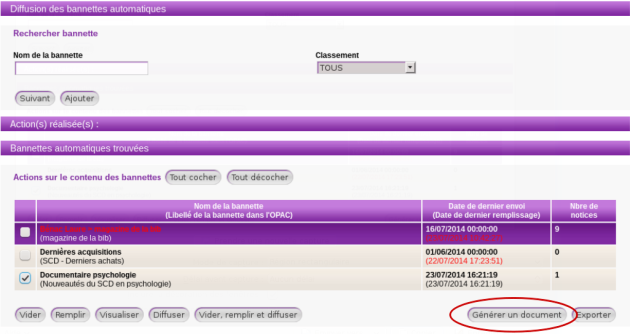 Diffusion des bannettes automatiques
Rechercher bannette
Nom de la bannette Classement
TOUS
Suivant Ajouter
Action(s) réalisée(s) :
Bannettes automatiques trouvées
Actions sur le contenu des bannettes Tout cocher Tout décocher
Nom de la bannette Date de dernier envoi Nbre de
(Libellé de la bannette dans l'OPAC) (Date de dernier remplissage) notices
de la bib 16/07/2014 00:00:00 9
(magazine de la bib)
Dernières acquisitions 01/06/2014 00:00:00 0
(SCD - Derniers achats) (22/07/2014 17:23:51)
Documentaire psychologie 23/07/2014 16:21:19 1
(Nouveautés du SCD en psychologie) (23/07/2014 16:21:19)
Vider Remplir Visualiser Diffuser Vider, remplir et diffuser Générer un document Exporter